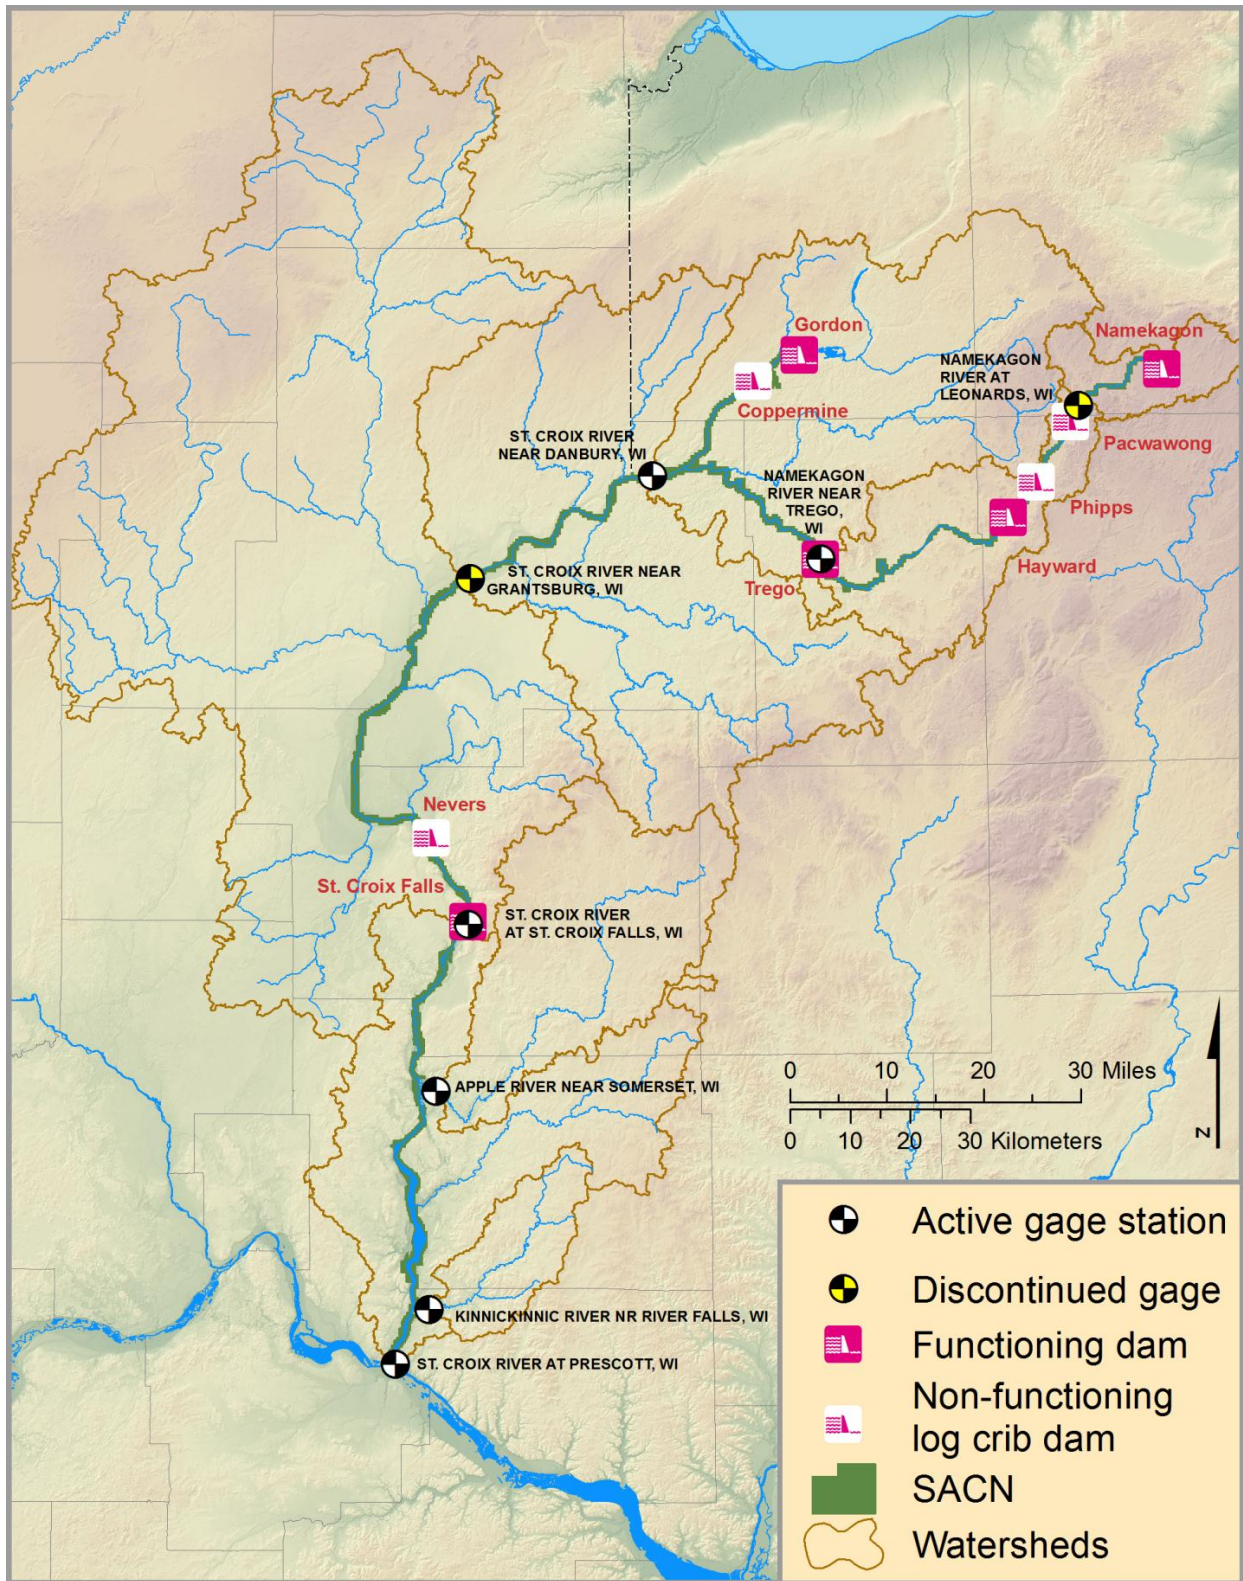 Gordon
Namekagon
NAMEKAGON
RIVER AT
LEONARDS, WI
Coppermine
Pacwawong
ST. CROIX RIVER
NEAR DANBURY, WI
NAMEKAGON
RIVER NEAR
TREGO,
WI
Phipps
Hayward
Trego
ST. CROIX RIVER NEAR
GRANTSBURG, WI
Nevers
St. Croix Falls
ST. CROIX RIVER
AT ST. CROIX FALLS, WI
APPLE RIVER NEAR SOMERSET, WI
0 10 20 30 Miles
0 10 20 30 Kilometers
N
KINNICKINNIC RIVER NR RIVER FALLS, WI
ST. CROIX RIVER AT PRESCOTT, WI
Active gage station
Discontinued gage
Functioning dam
Non-functioning
log crib dam
SACN
Watersheds